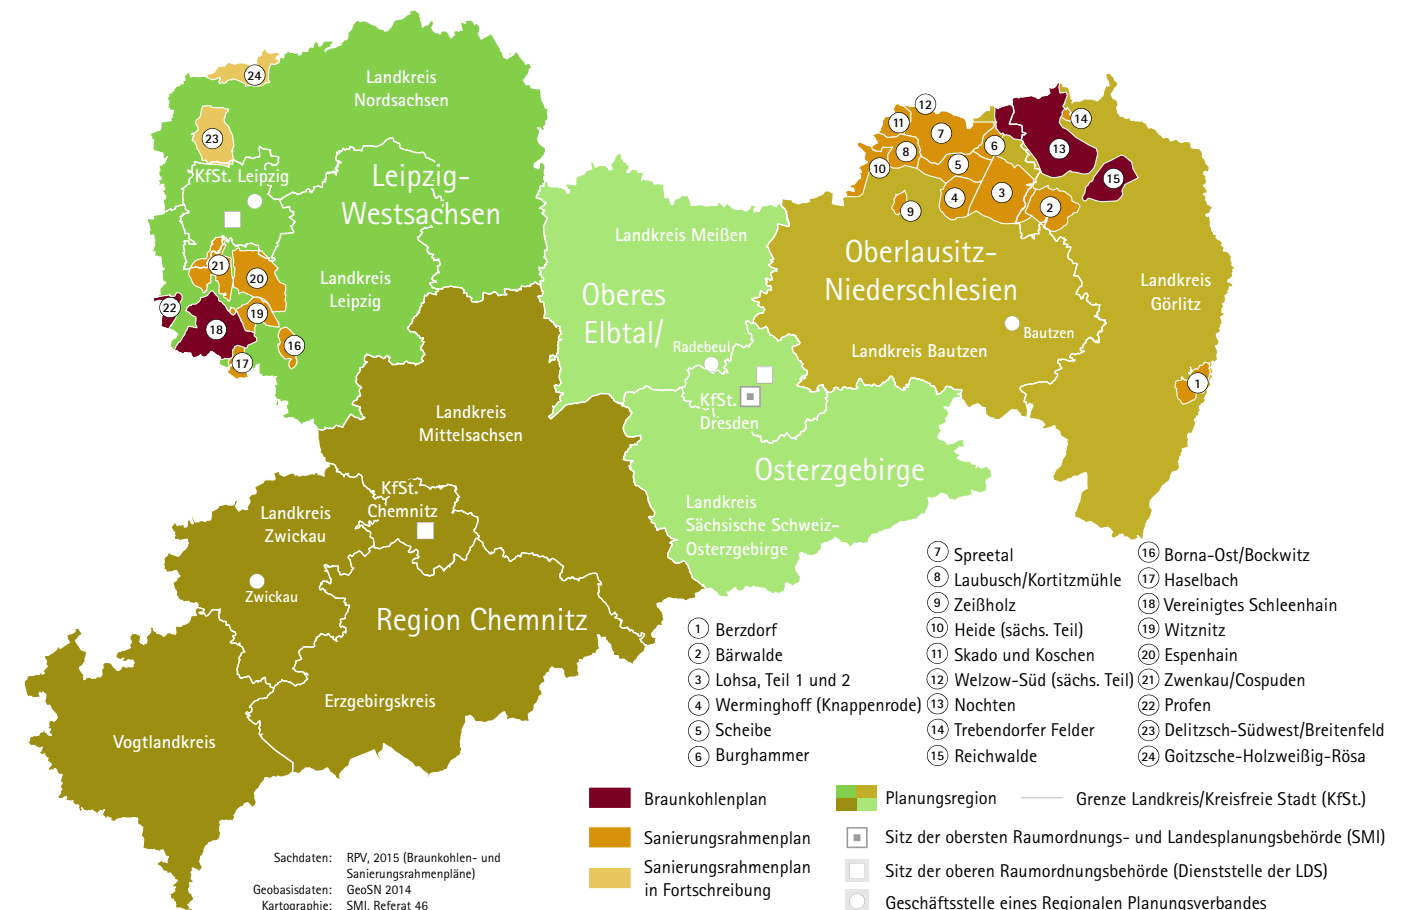 Landkreis
Nordsachsen
KfSt. Leipzig
Leipzig-
Westsachsen
Landkreis
Leipzig
Landkreis Meißen
Oberes
Elbtal/
Radebeul
KfSt.
Dresden
Osterzgebirge
Landkreis
Sächsische Schweiz-
Osterzgebirge
Oberlausitz-
Niederschlesien
Landkreis
Görlitz
Bautzen
Landkreis Bautzen
Landkreis
Mittelsachsen
KfSt.
Chemnitz
Landkreis
Zwickau
Zwickau
Region Chemnitz
Erzgebirgskreis
Vogtlandkreis
24
23
21
20
22
19
18
16
17
12
11
7
14
8
6
13
10
5
15
4
3
2
9
1
1 Berzdorf
2 Bärwalde
3 Lohsa, Teil 1 und 2
4 Werminghoff (Knappenrode)
5 Scheibe
6 Burghammer
7 Spreetal
8 Laubusch/Kortitzmühle
9 Zeißholz
10 Heide (sächs. Teil)
11 Skado und Koschen
12 Welzow-Süd (sächs. Teil)
13 Nochten
14 Trebendorfer Felder
15 Reichwalde
16 Borna-Ost/Bockwitz
17 Haselbach
18 Vereinigtes Schleenhain
19 Witznitz
20 Espenhain
21 Zwenkau/Cospuden
22 Profen
23 Delitzsch-Südwest/Breitenfeld
24 Goitzsche-Holzweißig-Rösa
Braunkohlenplan
Sanierungsrahmenplan
Sanierungsrahmenplan
in Fortschreibung
Planungsregion
Grenze Landkreis/Kreisfreie Stadt (KfSt.)
Sitz der obersten Raumordnungs- und Landesplanungsbehörde (SMI)
Sitz der oberen Raumordnungsbehörde (Dienststelle der LDS)
Geschäftsstelle eines Regionalen Planungsverbandes
Sachdaten: RPV, 2015 (Braunkohlen- und
Sanierungsrahmenpläne)
Geobasisdaten: GeoSN 2014
Kartographie: SMI, Referat 46